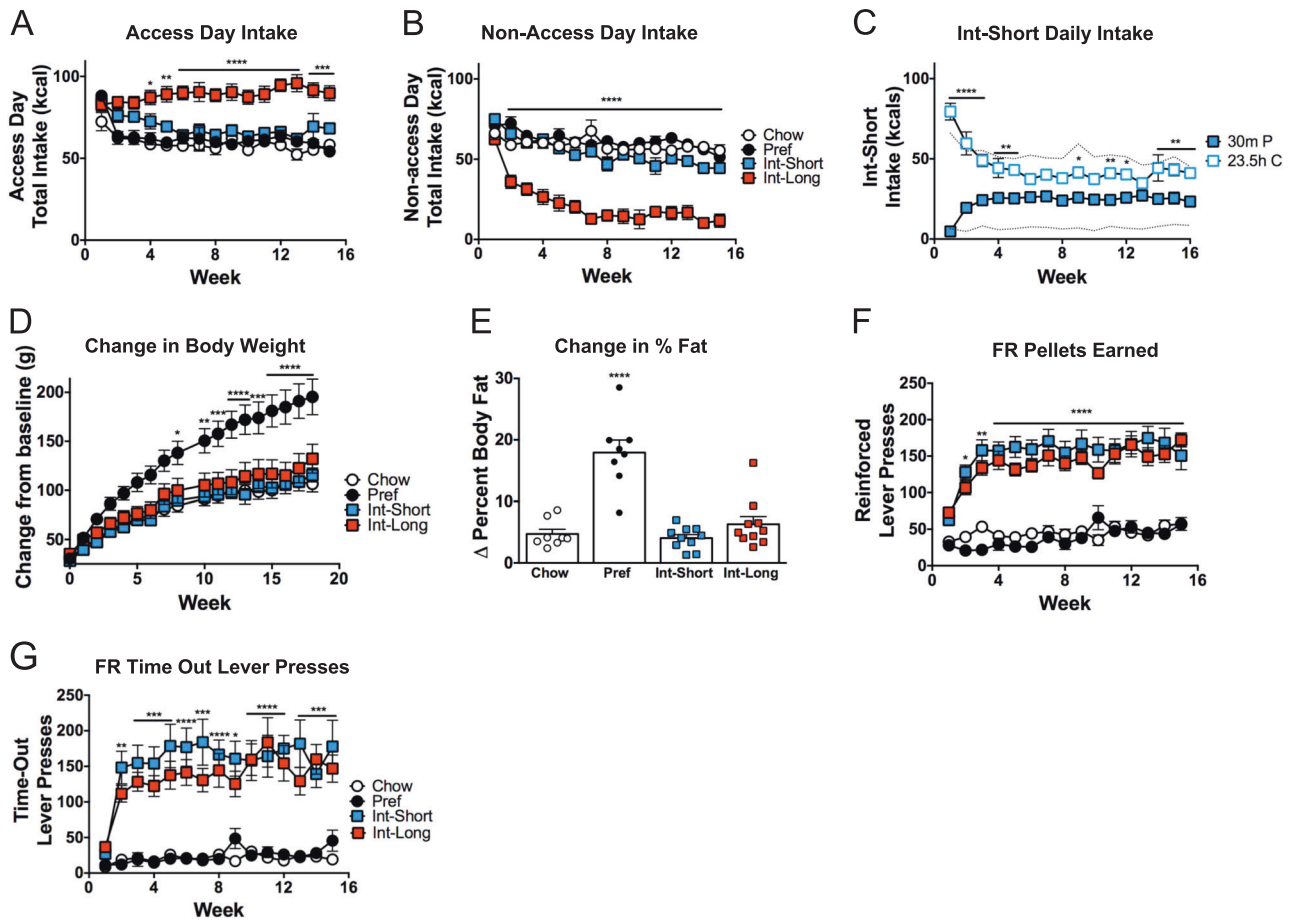 A
Access Day Intake
Access Day
Total Intake (kcal)
100
50
0
* ** **** ***
0 4 8 12 16
Week
B
Non-Access Day Intake
Non-access Day
Total Intake (kcal)
100
50
0
****
0 4 8 12 16
Week
Chow
Pref
Int-Short
Int-Long
C
Int-Short Daily Intake
Int-Short
Intake (kcals)
100
50
0
**** ** * ** * **
0 4 8 12 16
Week
30m P
23.5h C
D
Change in Body Weight
Change from baseline (g)
200
150
100
50
* ** *** **** *** ****
0 5 10 15 20
Week
Chow
Pref
Int-Short
Int-Long
E
Change in % Fat
Δ Percent Body Fat
30
20
10
0
****
Chow Pref Int-Short Int-Long
F
FR Pellets Earned
Reinforced
Lever Presses
250
200
150
100
50
0
* ** ****
0 4 8 12 16
Week
G
FR Time Out Lever Presses
Time-Out
Lever Presses
250
200
150
100
50
0
** *** **** *** **** * **** ***
0 4 8 12 16
Week
Chow
Pref
Int-Short
Int-Long